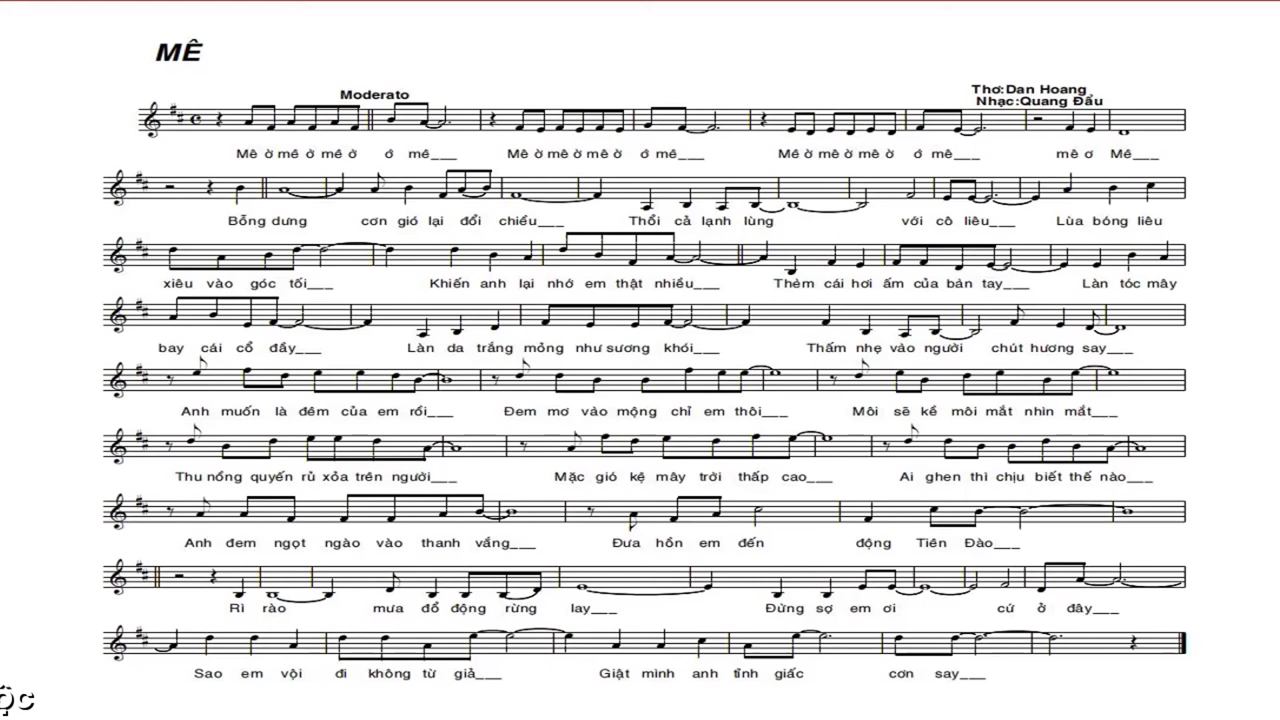 MÊ
Moderato
Thơ:Dan Hoang
Nhạc:Quang Đẩu
Mê ờ mê ờ mê ở ớ mê___ Mê ờ mê ờ mê ờ ớ mê___ Mê ờ mê ờ mê ờ ớ mê___ mê ơ Mê___
Bỗng dưng cơn gió lại đổi chiều___ Thổi cả lạnh lùng với cô liêu___ Lùa bóng liêu
xiêu vào góc tối___ Khiến anh lại nhớ em thật nhiều___ Thèm cái hơi ấm của bàn tay___ Làn tóc mây
bay cái cổ đầy___ Làn da trắng mỏng như sương khói___ Thấm nhẹ vào người chút hương say___
Anh muốn là đêm của em rồi___ Đem mơ vào mộng chỉ em thôi___ Môi sẽ kề môi mắt nhìn mắt___
Thu nồng quyến rũ xỏa trên người___ Mặc gió kệ mây trời thấp cao___ Ai ghen thì chịu biết thế nào___
Anh đem ngọt ngào vào thanh vắng___ Đưa hồn em đến động Tiên Đào___
Rì rào mưa đổ động rừng lay___ Đừng sợ em ơi cứ ở đây___
Sao em vội đi không từ giả___ Giật mình anh tỉnh giấc cơn say___
ộc